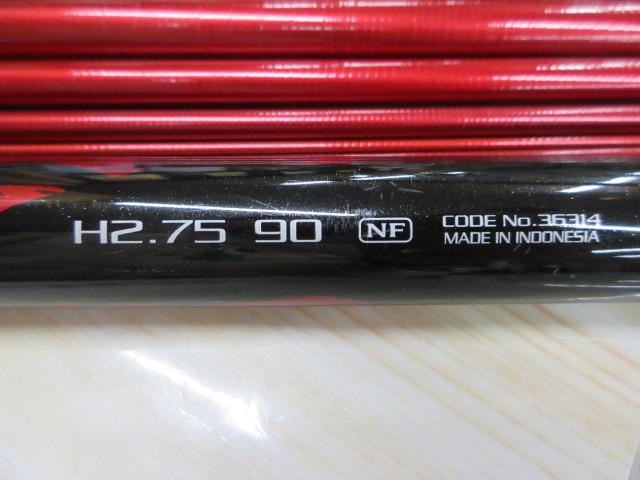 H2.75 90 NF
CODE No.36314
MADE IN INDONESIA